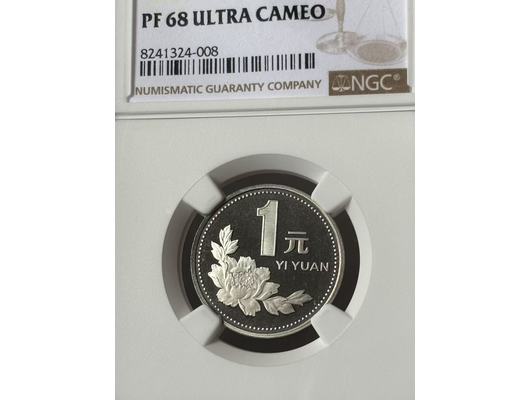 PF 68 ULTRA CAMEO
8241324-008
NUMISMATIC GUARANTY COMPANY
NGC®
1元
YI YUAN